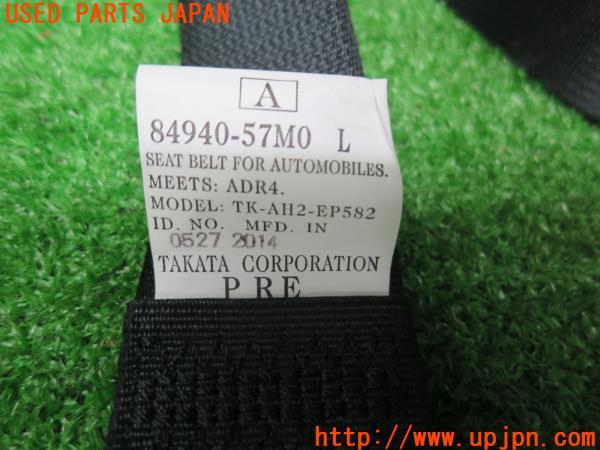 USED PARTS JAPAN
A
84940-57M0 L
SEAT BELT FOR AUTOMOBILES.
MEETS: ADR4.
MODEL: TK-AH2-EP582
ID. NO. MFD. IN
0527 2014
TAKATA CORPORATION
PRE
http://www.upjpn.com